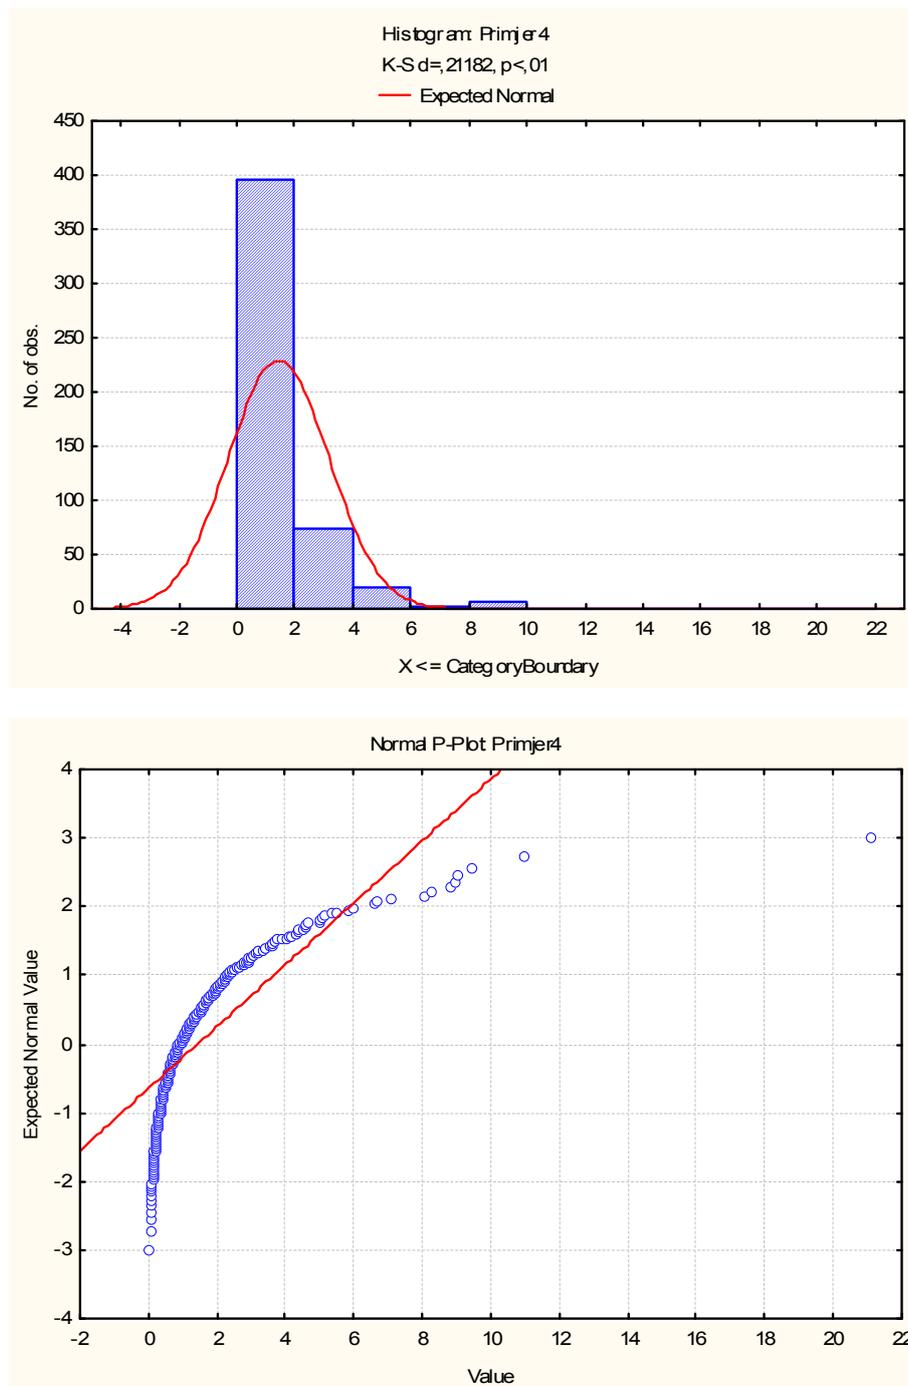 Histogram: Primjer4
K-S d=,21182, p<,01
Expected Normal
450
400
350
300
250
200
150
100
50
0
No. of obs.
-4 -2 0 2 4 6 8 10 12 14 16 18 20 22
X <= Category Boundary
Normal P-Plot: Primjer4
4
3
2
1
0
-1
-2
-3
-4
Expected Normal Value
-2 0 2 4 6 8 10 12 14 16 18 20 22
Value